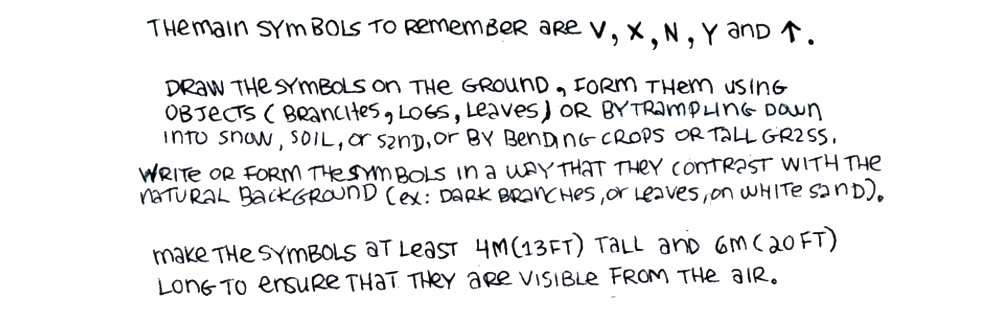 THE main SYMBOLS TO REMEMBER ARE V, X, N, Y AND ↑.
DRAW THE SYMBOLS ON THE GROUND, FORM THEM USING
OBJECTS (BRANCHES, LOGS, LEAVES) OR BY TRAMPLING DOWN
INTO SNOW, SOIL, OR SAND, OR BY BENDING CROPS OR TALL GRASS.
WRITE OR FORM THE SYMBOLS IN A WAY THAT THEY CONTRAST WITH THE
NATURAL BACKGROUND (EX: DARK BRANCHES, OR LEAVES, ON WHITE SAND).
MAKE THE SYMBOLS AT LEAST 4M (13FT) TALL AND 6M (20FT)
LONG TO ENSURE THAT THEY ARE VISIBLE FROM THE AIR.